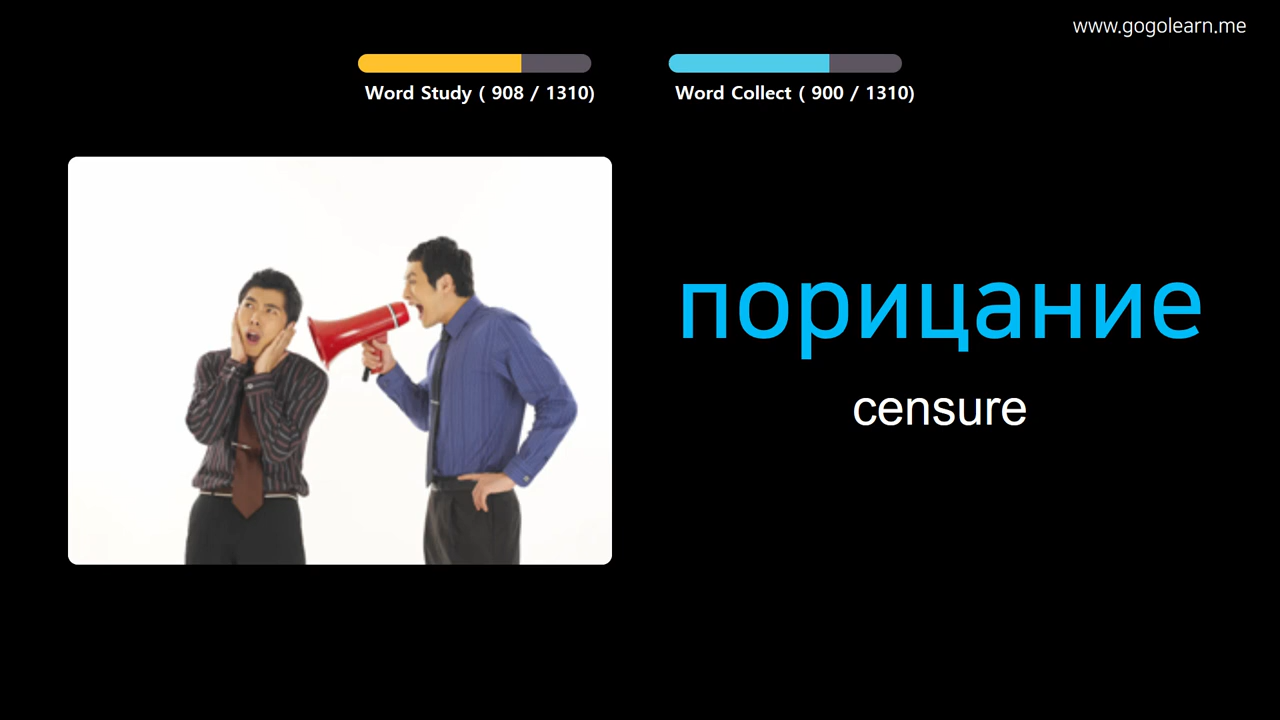 www.gogolearn.me
Word Study ( 908 / 1310)
Word Collect ( 900 / 1310)
порицание
censure